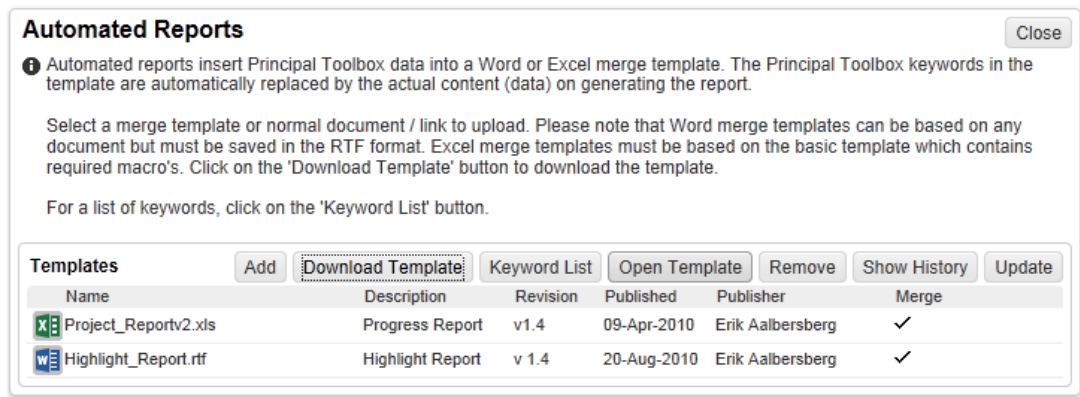 Automated Reports
Close
Automated reports insert Principal Toolbox data into a Word or Excel merge template. The Principal Toolbox keywords in the
template are automatically replaced by the actual content (data) on generating the report.
Select a merge template or normal document / link to upload. Please note that Word merge templates can be based on any
document but must be saved in the RTF format. Excel merge templates must be based on the basic template which contains
required macro's. Click on the 'Download Template' button to download the template.
For a list of keywords, click on the 'Keyword List' button.
Templates Add Download Template Keyword List Open Template Remove Show History Update
Name Description Revision Published Publisher Merge
Project_Reportv2.xls Progress Report v1.4 09-Apr-2010 Erik Aalbersberg ✓
Highlight_Report.rtf Highlight Report v 1.4 20-Aug-2010 Erik Aalbersberg ✓